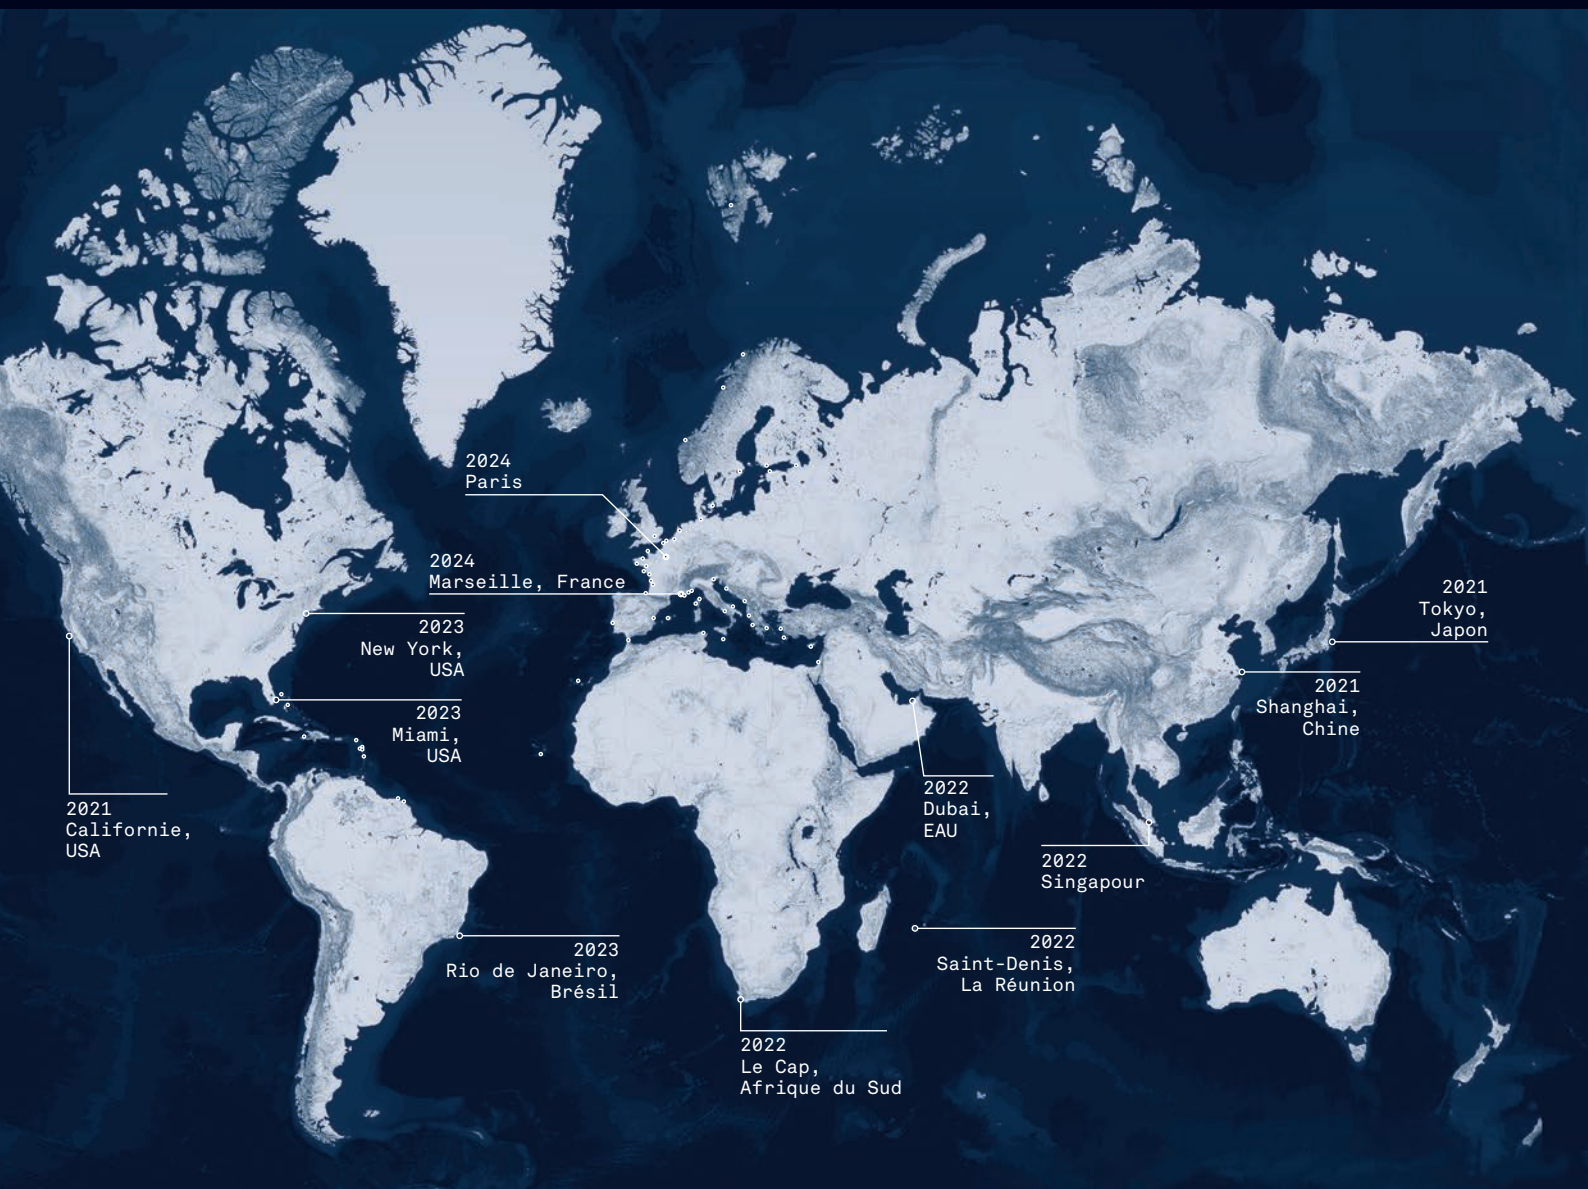 2024
Paris
2024
Marseille, France
2023
New York,
USA
2023
Miami,
USA
2021
Californie,
USA
2023
Rio de Janeiro,
Brésil
2022
Le Cap,
Afrique du Sud
2022
Saint-Denis,
La Réunion
2022
Dubai,
EAU
2022
Singapour
2021
Shanghai,
Chine
2021
Tokyo,
Japon